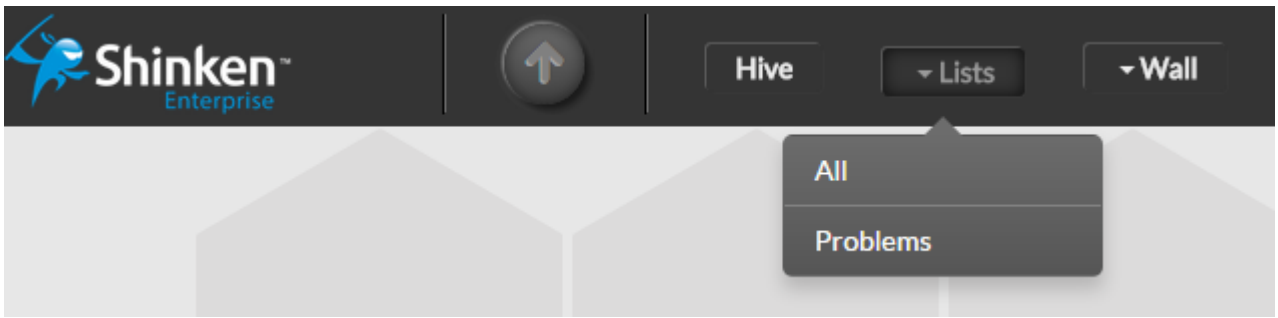 Shinken™
Enterprise
Hive
Lists
Wall
All
Problems